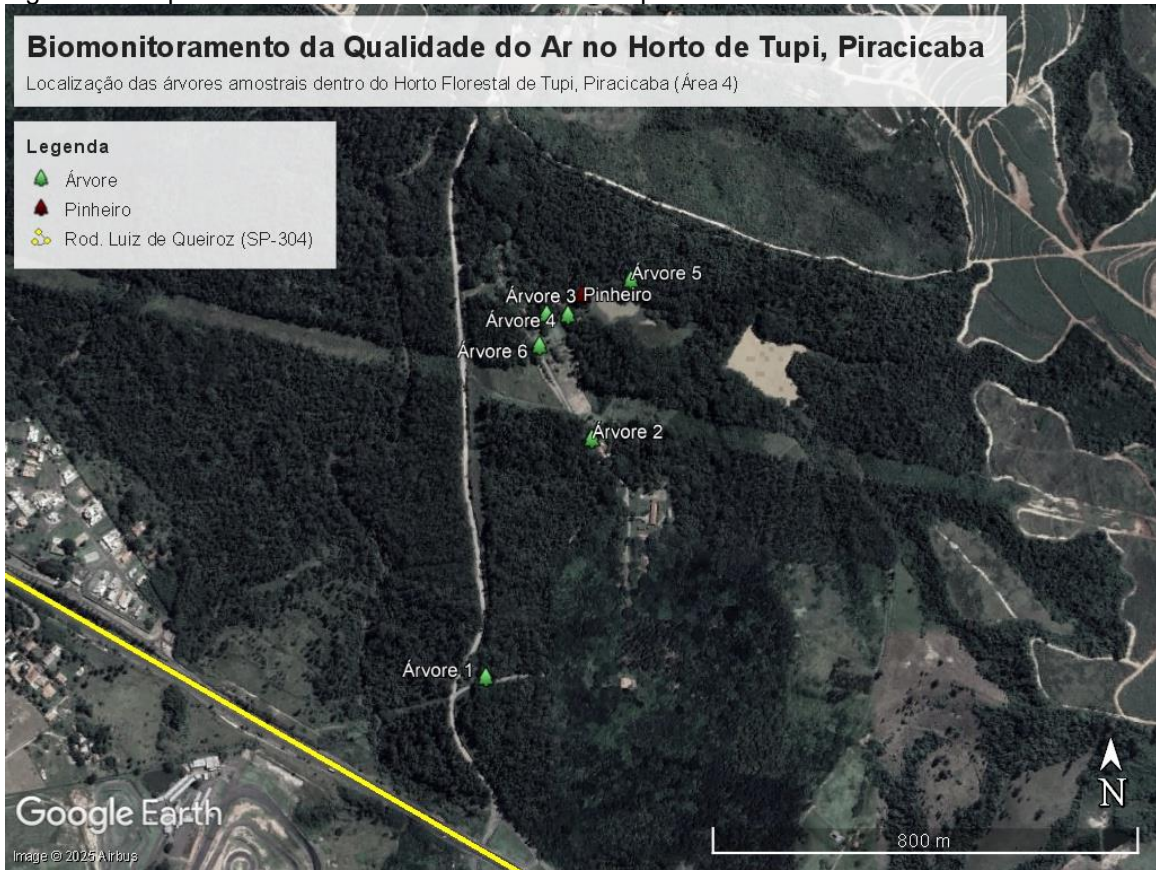 Biomonitoramento da Qualidade do Ar no Horto de Tupi, Piracicaba
Localização das árvores amostrais dentro do Horto Florestal de Tupi, Piracicaba (Área 4)
Legenda
Árvore
Pinheiro
Rod. Luiz de Queiroz (SP-304)
Árvore 5
Árvore 3
Pinheiro
Árvore 4
Árvore 6
Árvore 2
Árvore 1
N
800 m
Google Earth
Image © 2025 Airbus